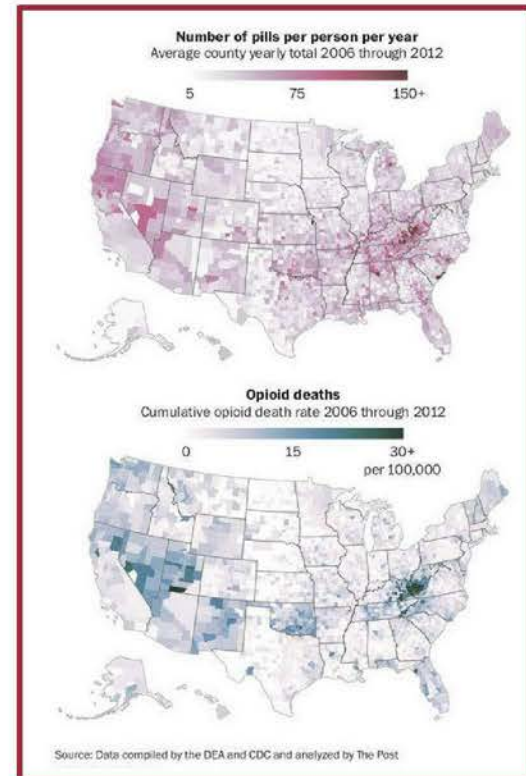 Number of pills per person per year
Average county yearly total 2006 through 2012
5 75 150+
Opioid deaths
Cumulative opioid death rate 2006 through 2012
0 15 30+
per 100,000
Source: Data compiled by the DEA and CDC and analyzed by The Post